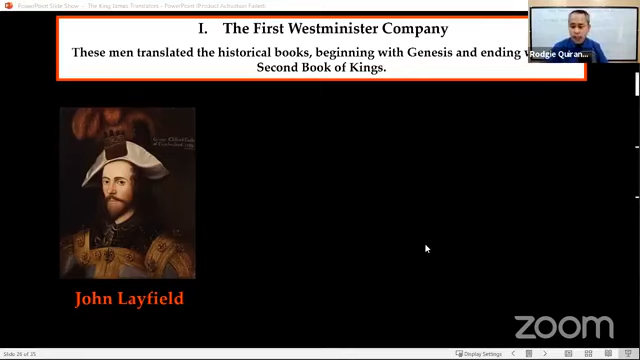 PowerPoint Slide Show - The King James Translators - PowerPoint (Product Activation Failed)
I. The First Westminister Company
These men translated the historical books, beginning with Genesis and ending
Second Book of Kings.
Rodgie Quiran...
John Layfield
Slide 26 of 35
Display Settings
ZOOM